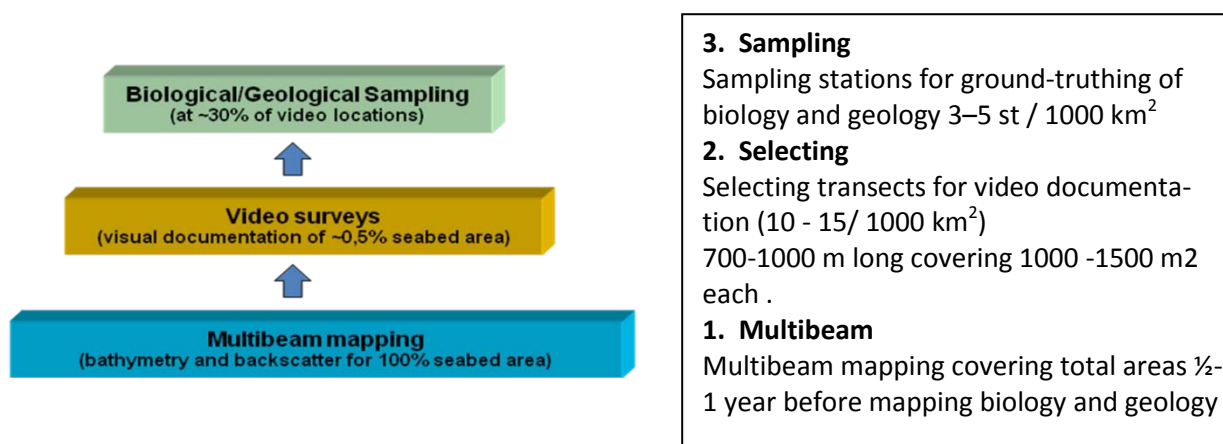 Biological/Geological Sampling
(at ~30% of video locations)
Video surveys
(visual documentation of ~0,5% seabed area)
Multibeam mapping
(bathymetry and backscatter for 100% seabed area)
3. Sampling
Sampling stations for ground-truthing of
biology and geology 3–5 st / 1000 km²
2. Selecting
Selecting transects for video documenta-
tion (10 - 15/ 1000 km²)
700-1000 m long covering 1000 -1500 m2
each .
1. Multibeam
Multibeam mapping covering total areas ½-
1 year before mapping biology and geology